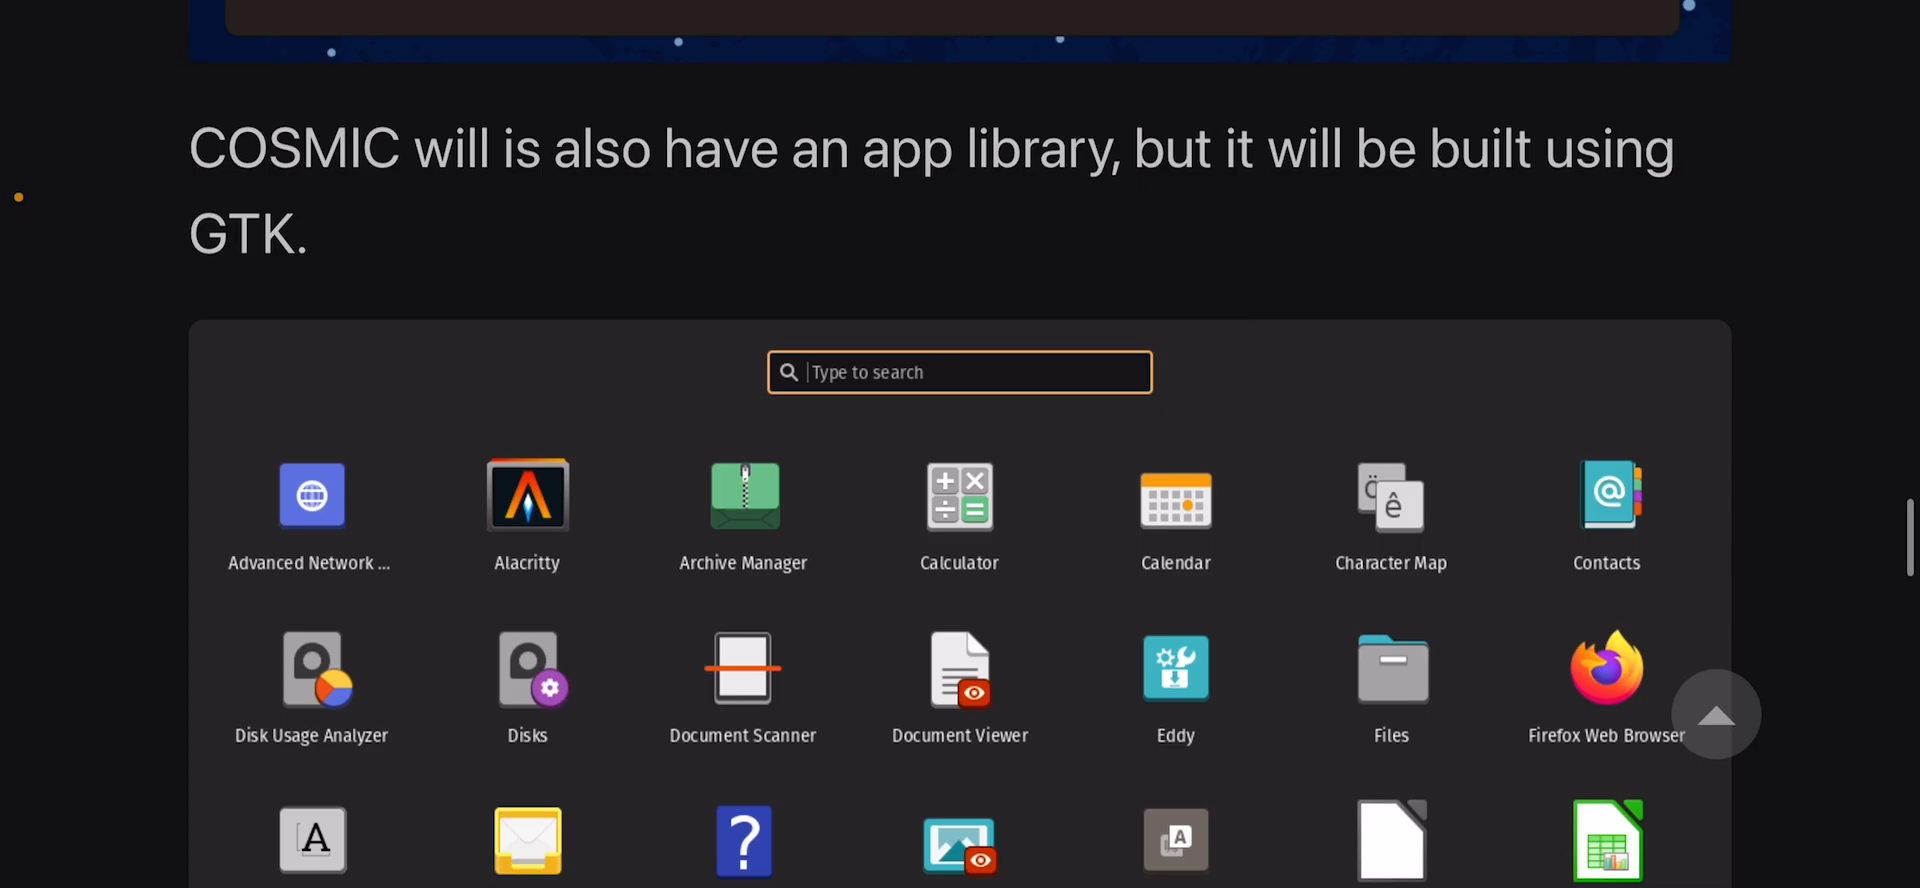 COSMIC will is also have an app library, but it will be built using
GTK.
Type to search
Advanced Network ...
Alacritty
Archive Manager
Calculator
Calendar
Character Map
Contacts
Disk Usage Analyzer
Disks
Document Scanner
Document Viewer
Eddy
Files
Firefox Web Browser